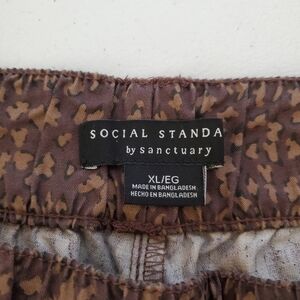 SOCIAL STANDA
by sanctuary
XL/EG
MADE IN BANGLADESH
HECHO EN BANGLADESH